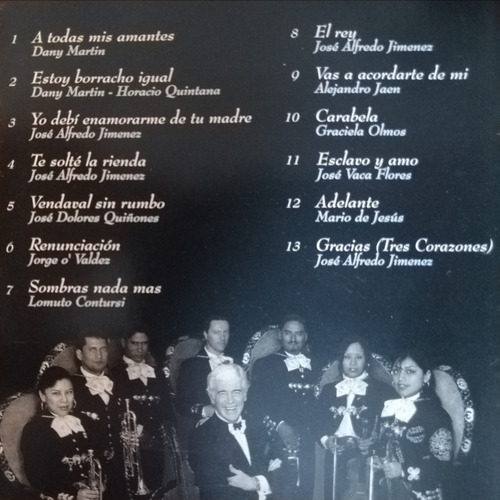 1 A todas mis amantes
Dany Martin
2 Estoy borracho igual
Dany Martin - Horacio Quintana
3 Yo debí enamorarme de tu madre
José Alfredo Jimenez
4 Te solté la rienda
José Alfredo Jimenez
5 Vendaval sin rumbo
José Dolores Quiñones
6 Renunciación
Jorge o' Valdez
7 Sombras nada mas
Lomuto Contursi
8 El rey
José Alfredo Jimenez
9 Vas a acordarte de mi
Alejandro Jaen
10 Carabela
Graciela Olmos
11 Esclavo y amo
José Vaca Flores
12 Adelante
Mario de Jesús
13 Gracias (Tres Corazones)
José Alfredo Jimenez